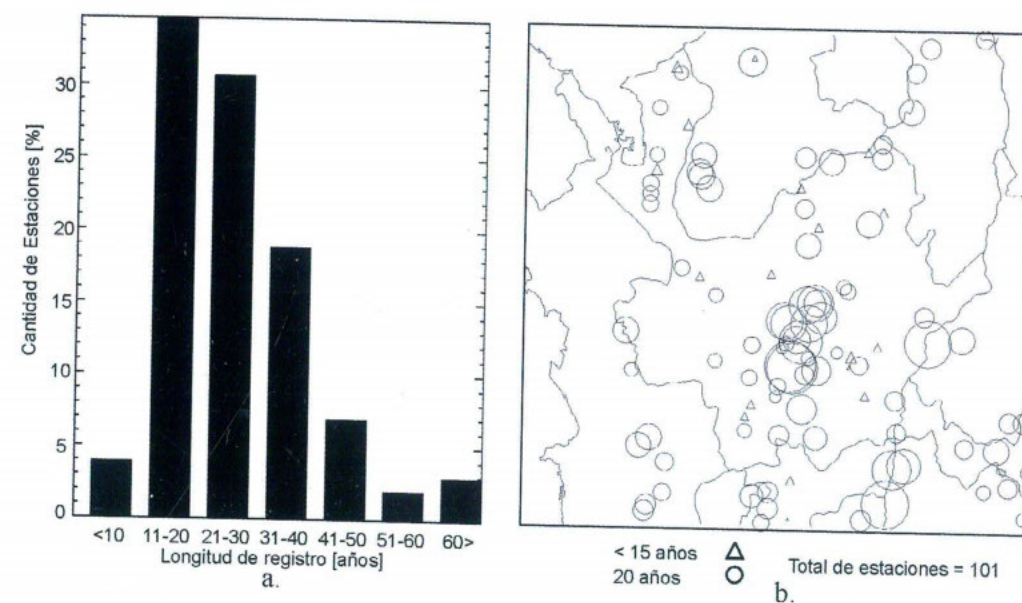 Cantidad de Estaciones [%]
30
25
20
15
10
5
0
<10 11-20 21-30 31-40 41-50 51-60 60>
Longitud de registro [años]
a.
< 15 años △
20 años ○
Total de estaciones = 101
b.